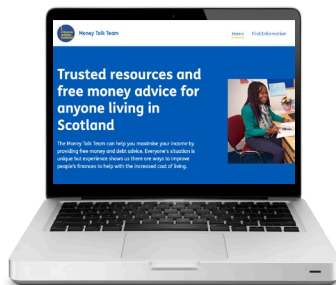 Money Talk Team
Home Find Information
Trusted resources and
free money advice for
anyone living in
Scotland
The Money Talk Team can help you maximise your income by
providing free money and debt advice. Everyone's situation is
unique but experience shows us there are ways to improve
people's finances to help with the increased cost of living.